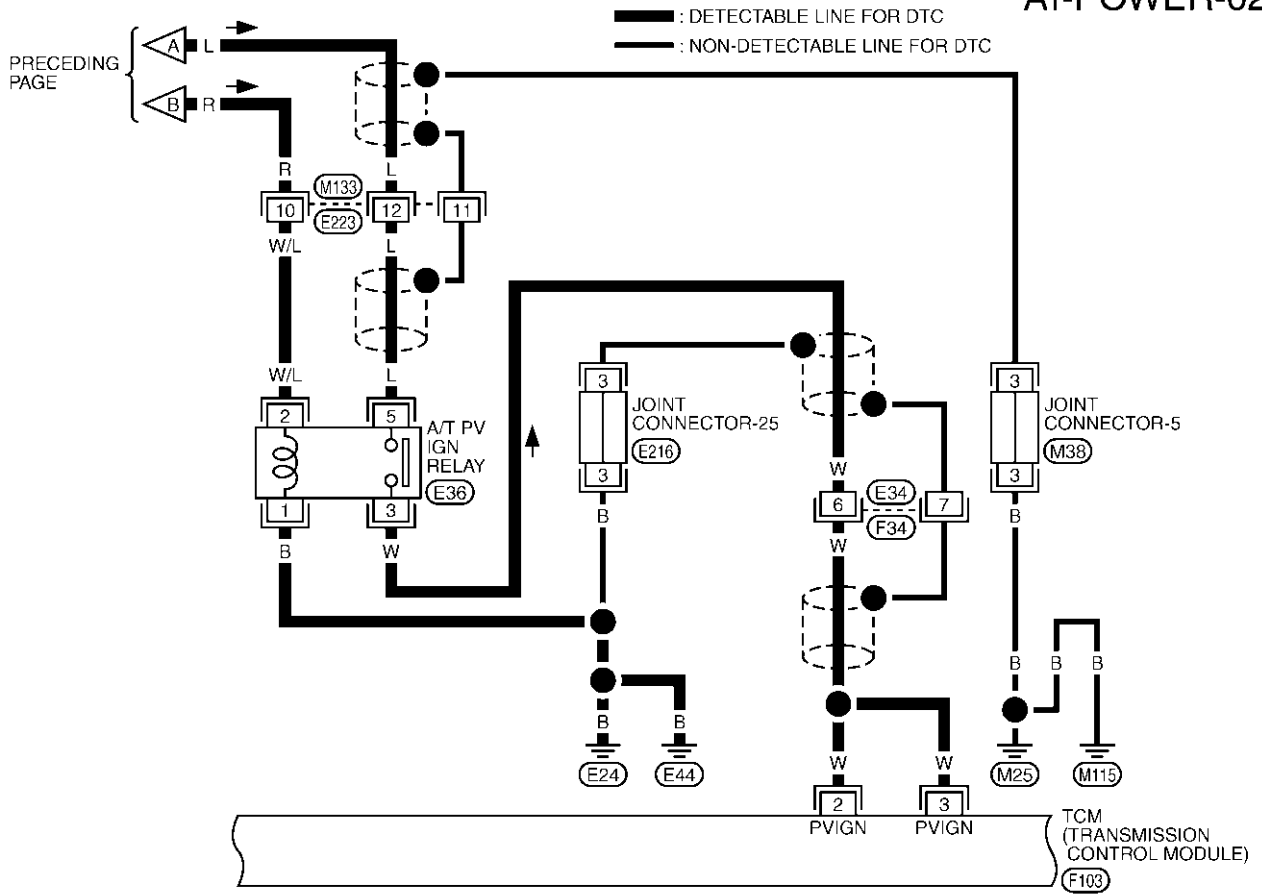 AT-POWER-02
: DETECTABLE LINE FOR DTC
: NON-DETECTABLE LINE FOR DTC
PRECEDING
PAGE
A L
B R
R L
M133
10 12 11
E223
W/L L
W/L L
2 5
A/T PV
IGN
RELAY
E36
1 3
B W
3
JOINT
CONNECTOR-25
E216
3
B
3
JOINT
CONNECTOR-5
M38
3
B
W
6 E34 7
F34
W
B B B
B B
E24 E44
M25 M115
W W
2 3
PVIGN PVIGN
TCM
(TRANSMISSION
CONTROL MODULE)
F103